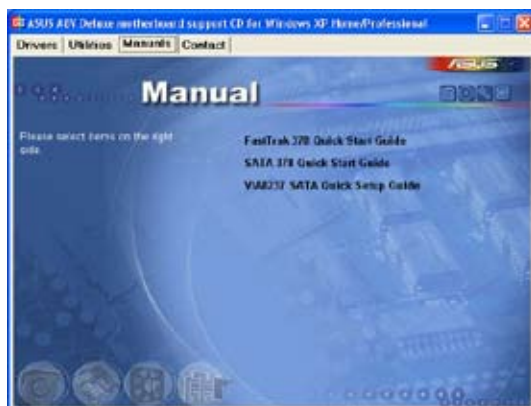 ASUS A8V Deluxe motherboard support CD for Windows XP Home/Professional
Drivers Utilities Manuals Contact
ASUS
Manual
Please select items on the right
side.
FastTrak 378 Quick Start Guide
SATA 378 Quick Start Guide
VIA8237 SATA Quick Setup Guide